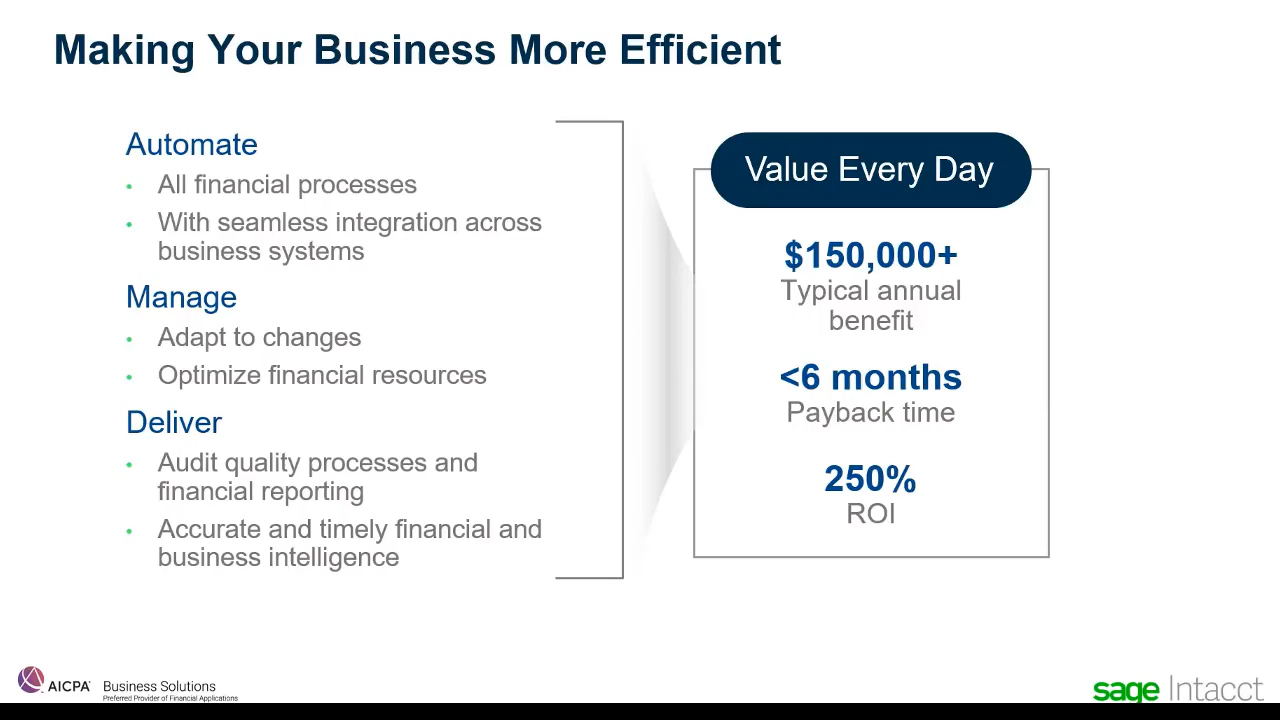 Making Your Business More Efficient
Automate
• All financial processes
• With seamless integration across
business systems
Manage
• Adapt to changes
• Optimize financial resources
Deliver
• Audit quality processes and
financial reporting
• Accurate and timely financial and
business intelligence
Value Every Day
$150,000+
Typical annual
benefit
<6 months
Payback time
250%
ROI
AICPA Business Solutions
Preferred Provider of Financial Applications
sage Intacct